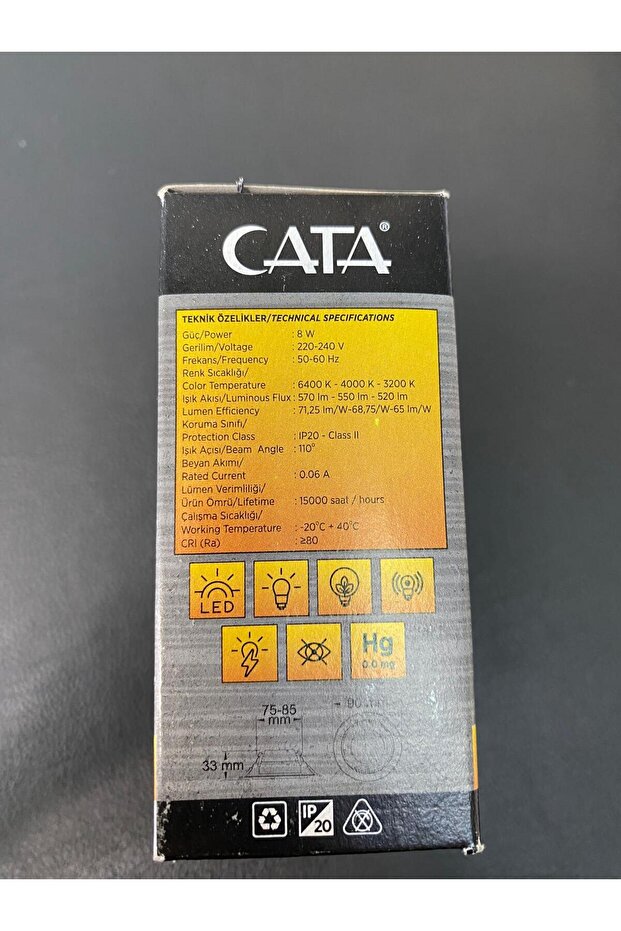 CATA®
TEKNİK ÖZELİKLER/TECHNICAL SPECIFICATIONS
Güç/Power : 8 W
Gerilim/Voltage : 220-240 V
Frekans/Frequency : 50-60 Hz
Renk Sıcaklığı/
Color Temperature : 6400 K - 4000 K - 3200 K
Işık Akısı/Luminous Flux : 570 lm - 550 lm - 520 lm
Lumen Efficiency : 71,25 lm/W-68,75/W-65 lm/W
Koruma Sınıfı/
Protection Class : IP20 - Class II
Işık Açısı/Beam Angle : 110°
Beyan Akımı/
Rated Current : 0.06 A
Lümen Verimliliği/
Ürün Ömrü/Lifetime : 15000 saat / hours
Çalışma Sıcaklığı/
Working Temperature : -20°C + 40°C
CRI (Ra) : ≥80
LED
Hg
0.0 mg
75-85
mm
90 mm
33 mm
IP
20